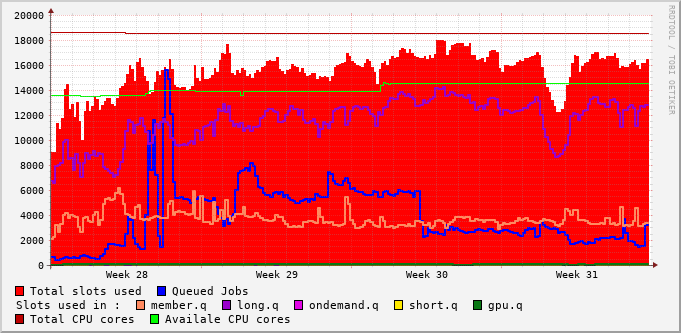 20000
18000
16000
14000
12000
10000
8000
6000
4000
2000
0
Week 28 Week 29 Week 30 Week 31
RRDTOOL / TOBI OETIKER
Total slots used Queued Jobs
Slots used in : member.q long.q ondemand.q short.q gpu.q
Total CPU cores Availale CPU cores